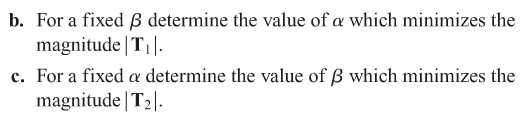 b. For a fixed β determine the value of α which minimizes the
magnitude |T₁|.
c. For a fixed α determine the value of β which minimizes the
magnitude |T₂|.